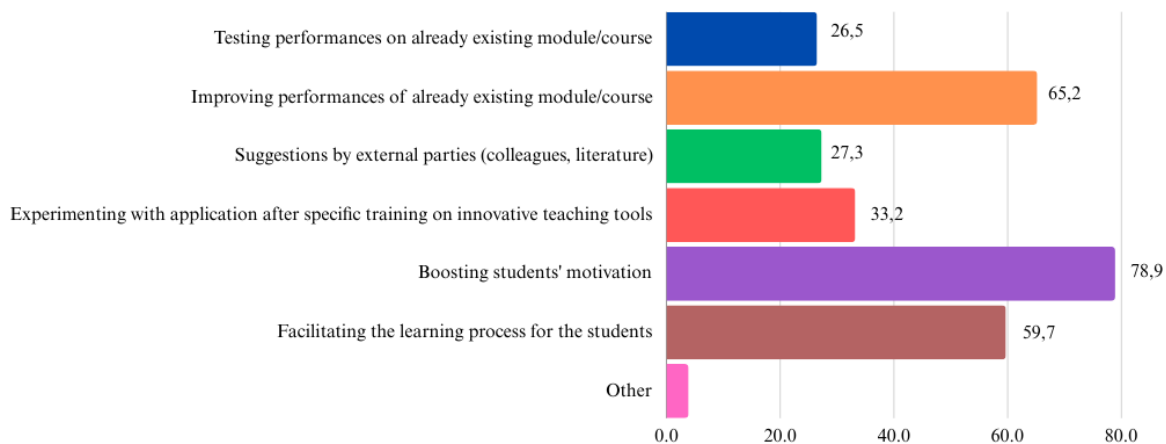 Testing performances on already existing module/course
26,5
Improving performances of already existing module/course
65,2
Suggestions by external parties (colleagues, literature)
27,3
Experimenting with application after specific training on innovative teaching tools
33,2
Boosting students' motivation
78,9
Facilitating the learning process for the students
59,7
Other
0.0 20.0 40.0 60.0 80.0